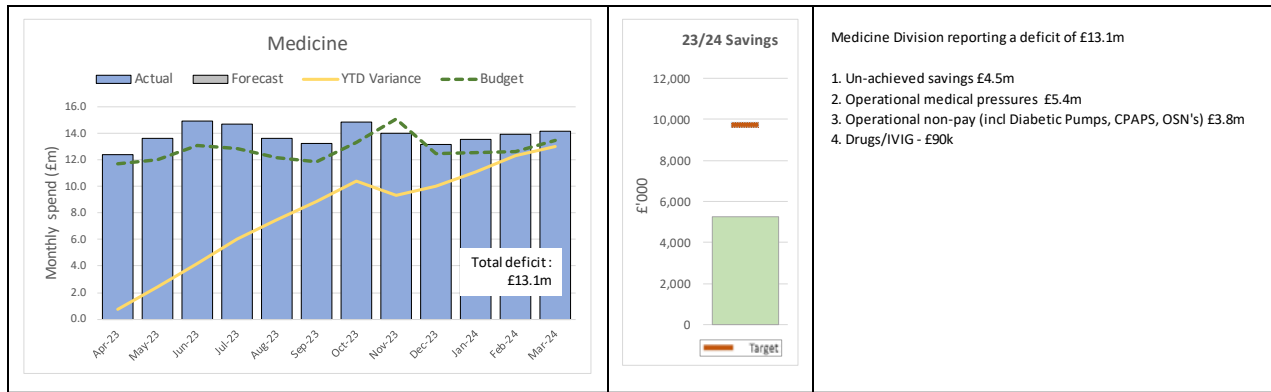 Medicine
Actual Forecast YTD Variance Budget
Monthly spend (£m)
16.0
14.0
12.0
10.0
8.0
6.0
4.0
2.0
0.0
Total deficit :
£13.1m
Apr-23 May-23 Jun-23 Jul-23 Aug-23 Sep-23 Oct-23 Nov-23 Dec-23 Jan-24 Feb-24 Mar-24
23/24 Savings
£'000
12,000
10,000
8,000
6,000
4,000
2,000
0
Target
Medicine Division reporting a deficit of £13.1m
1. Un-achieved savings £4.5m
2. Operational medical pressures £5.4m
3. Operational non-pay (incl Diabetic Pumps, CPAPS, OSN's) £3.8m
4. Drugs/IVIG - £90k